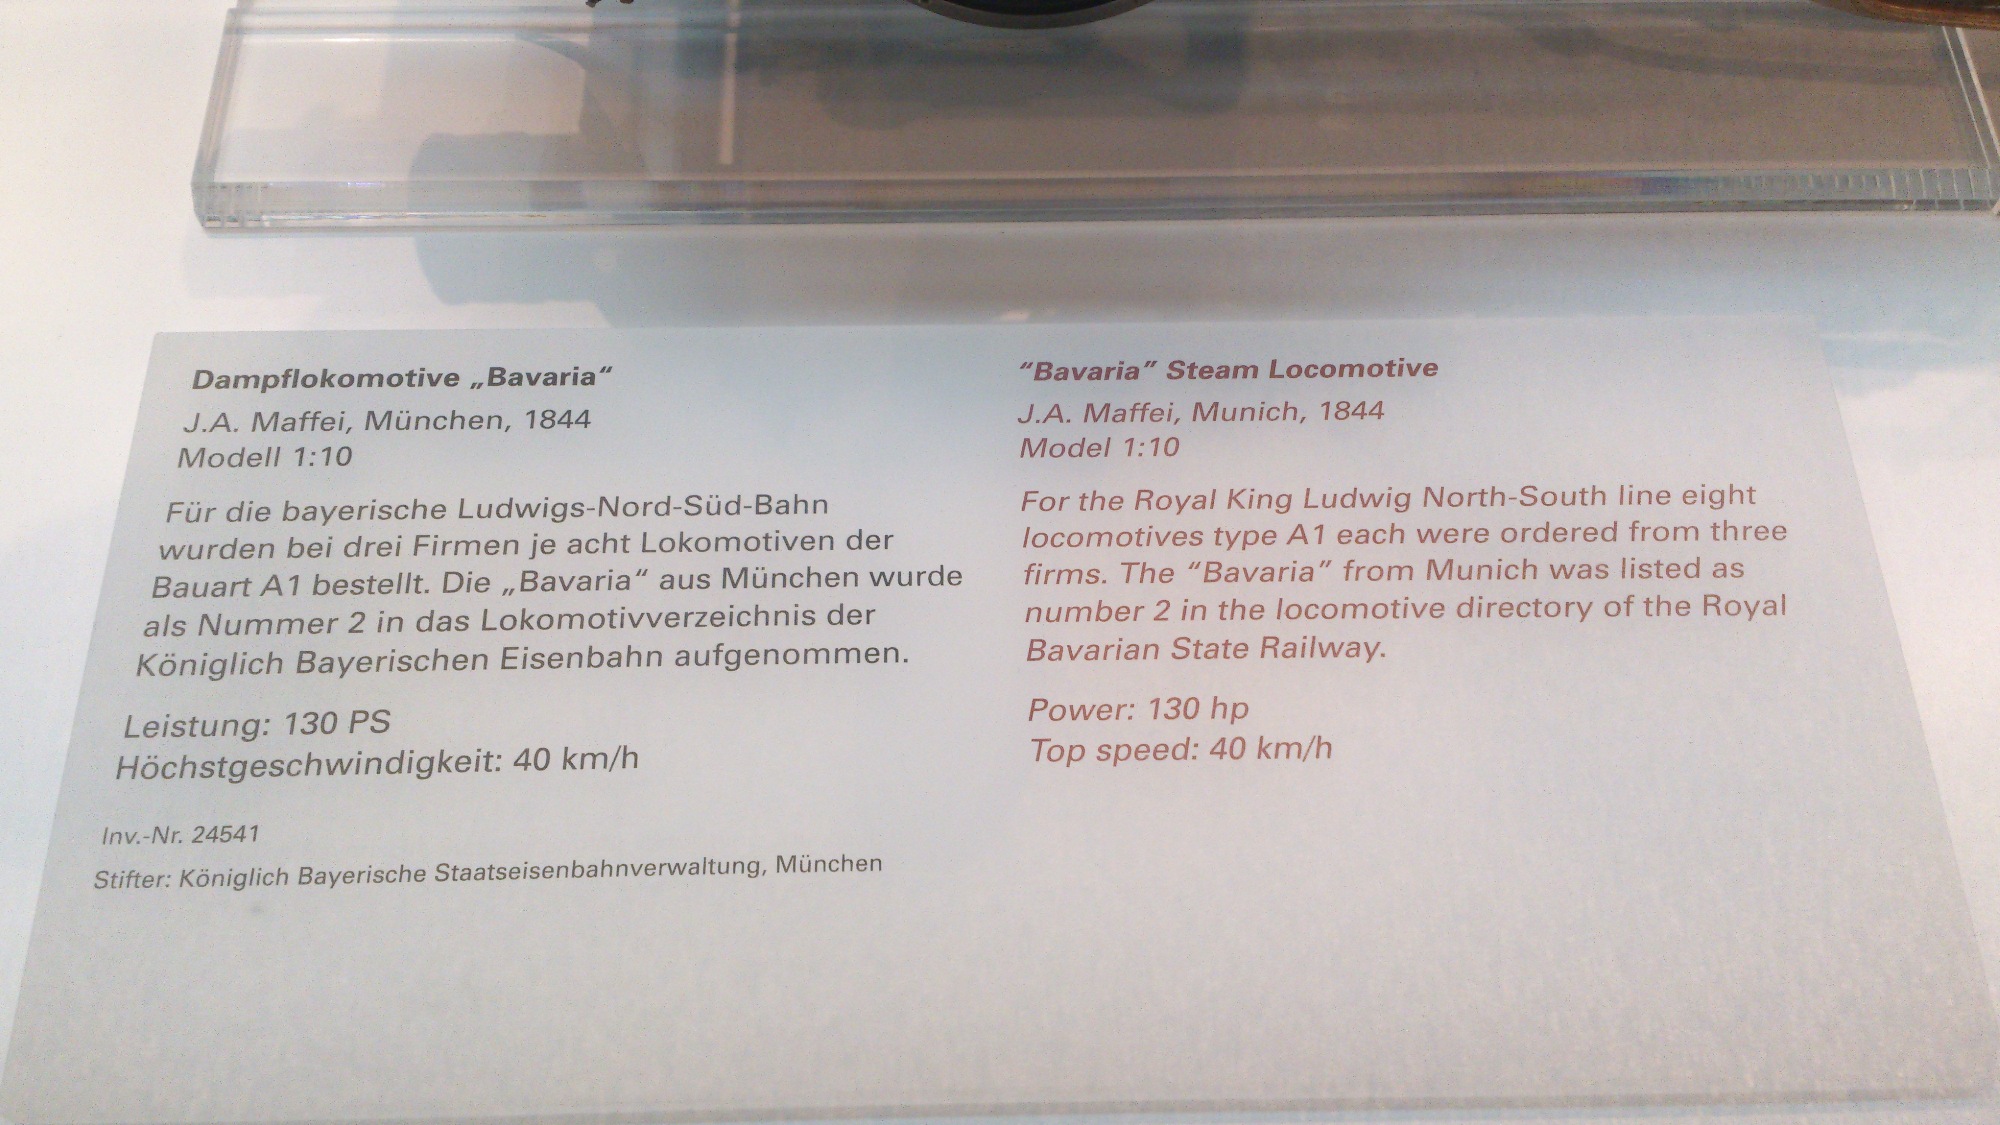 Dampflokomotive „Bavaria“
J.A. Maffei, München, 1844
Modell 1:10
Für die bayerische Ludwigs-Nord-Süd-Bahn
wurden bei drei Firmen je acht Lokomotiven der
Bauart A1 bestellt. Die „Bavaria“ aus München wurde
als Nummer 2 in das Lokomotivverzeichnis der
Königlich Bayerischen Eisenbahn aufgenommen.
Leistung: 130 PS
Höchstgeschwindigkeit: 40 km/h
Inv.-Nr. 24541
Stifter: Königlich Bayerische Staatseisenbahnverwaltung, München
“Bavaria” Steam Locomotive
J.A. Maffei, Munich, 1844
Model 1:10
For the Royal King Ludwig North-South line eight
locomotives type A1 each were ordered from three
firms. The “Bavaria” from Munich was listed as
number 2 in the locomotive directory of the Royal
Bavarian State Railway.
Power: 130 hp
Top speed: 40 km/h